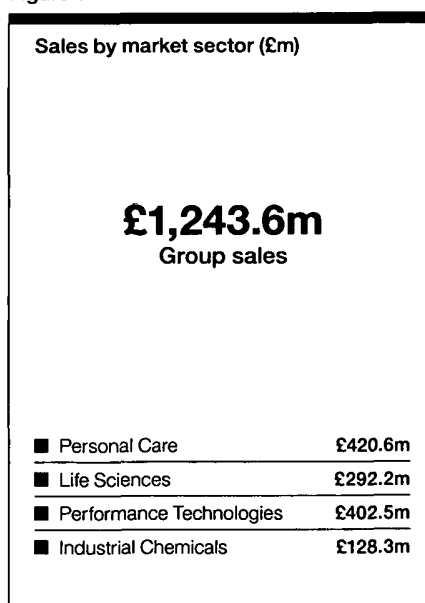 Sales by market sector (£m)
£1,243.6m
Group sales
Personal Care £420.6m
Life Sciences £292.2m
Performance Technologies £402.5m
Industrial Chemicals £128.3m